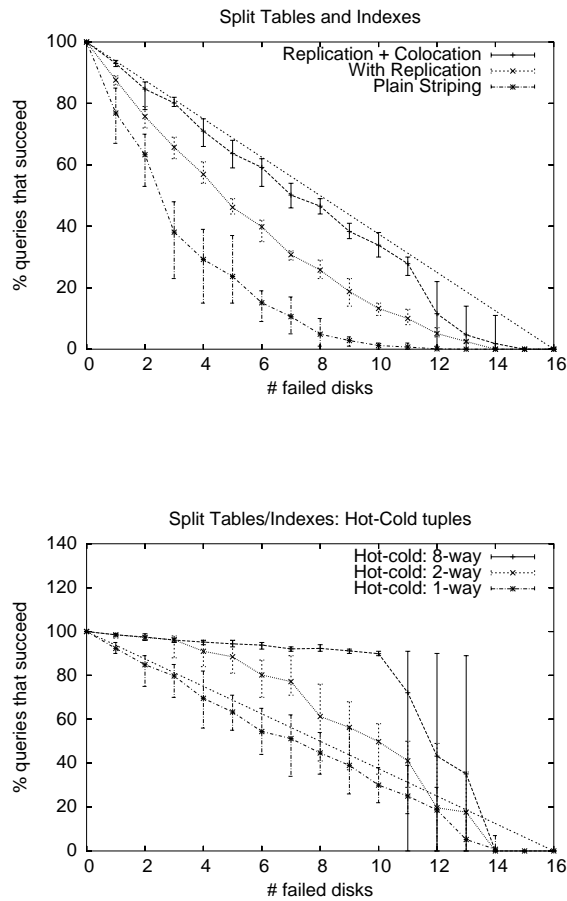 Split Tables and Indexes
100
80
60
40
20
0
% queries that succeed
Replication + Colocation
With Replication
Plain Striping
0 2 4 6 8 10 12 14 16
# failed disks
Split Tables/Indexes: Hot-Cold tuples
140
120
100
80
60
40
20
0
% queries that succeed
Hot-cold: 8-way
Hot-cold: 2-way
Hot-cold: 1-way
0 2 4 6 8 10 12 14 16
# failed disks